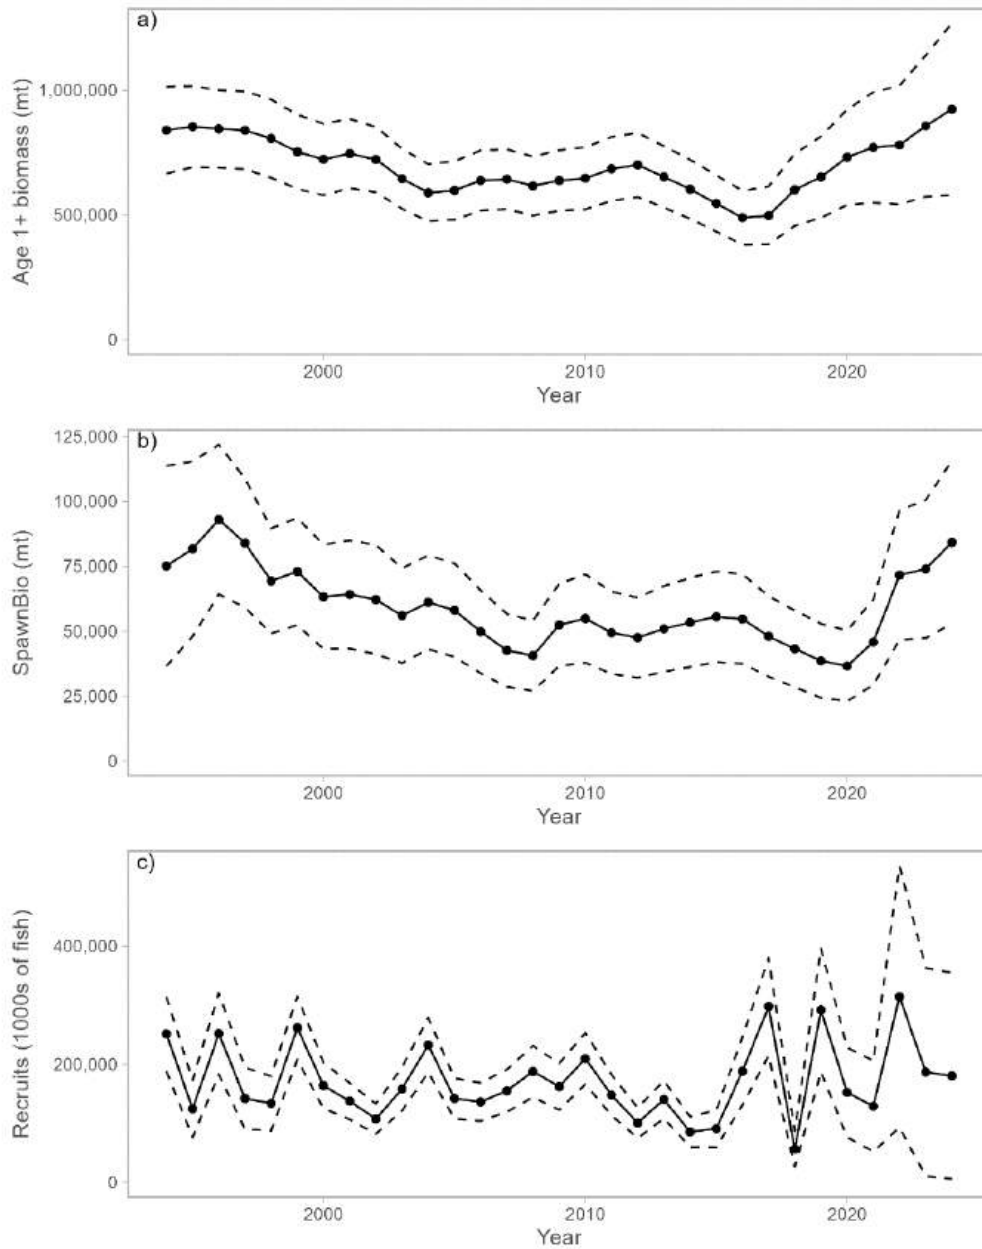 a)
Age 1+ biomass (mt)
1,000,000
500,000
0
2000 2010 2020
Year
b)
SpawnBio (mt)
125,000
100,000
75,000
50,000
25,000
0
2000 2010 2020
Year
c)
Recruits (1000s of fish)
400,000
200,000
0
2000 2010 2020
Year